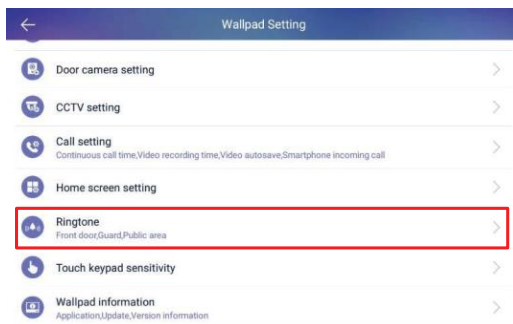 Wallpad Setting
Door camera setting
CCTV setting
Call setting
Continuous call time,Video recording time,Video autosave,Smartphone incoming call
Home screen setting
Ringtone
Front door,Guard,Public area
Touch keypad sensitivity
Wallpad information
Application,Update,Version information